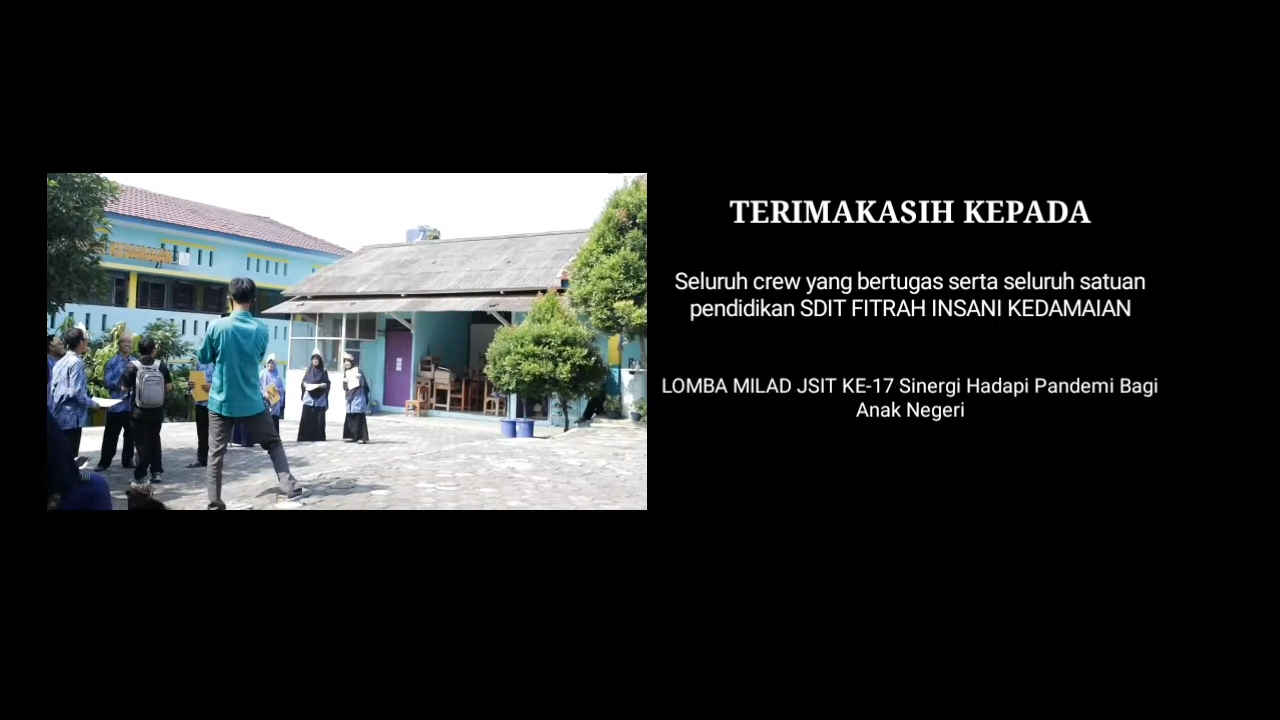 TERIMAKASIH KEPADA
Seluruh crew yang bertugas serta seluruh satuan
pendidikan SDIT FITRAH INSANI KEDAMAIAN
LOMBA MILAD JSIT KE-17 Sinergi Hadapi Pandemi Bagi
Anak Negeri